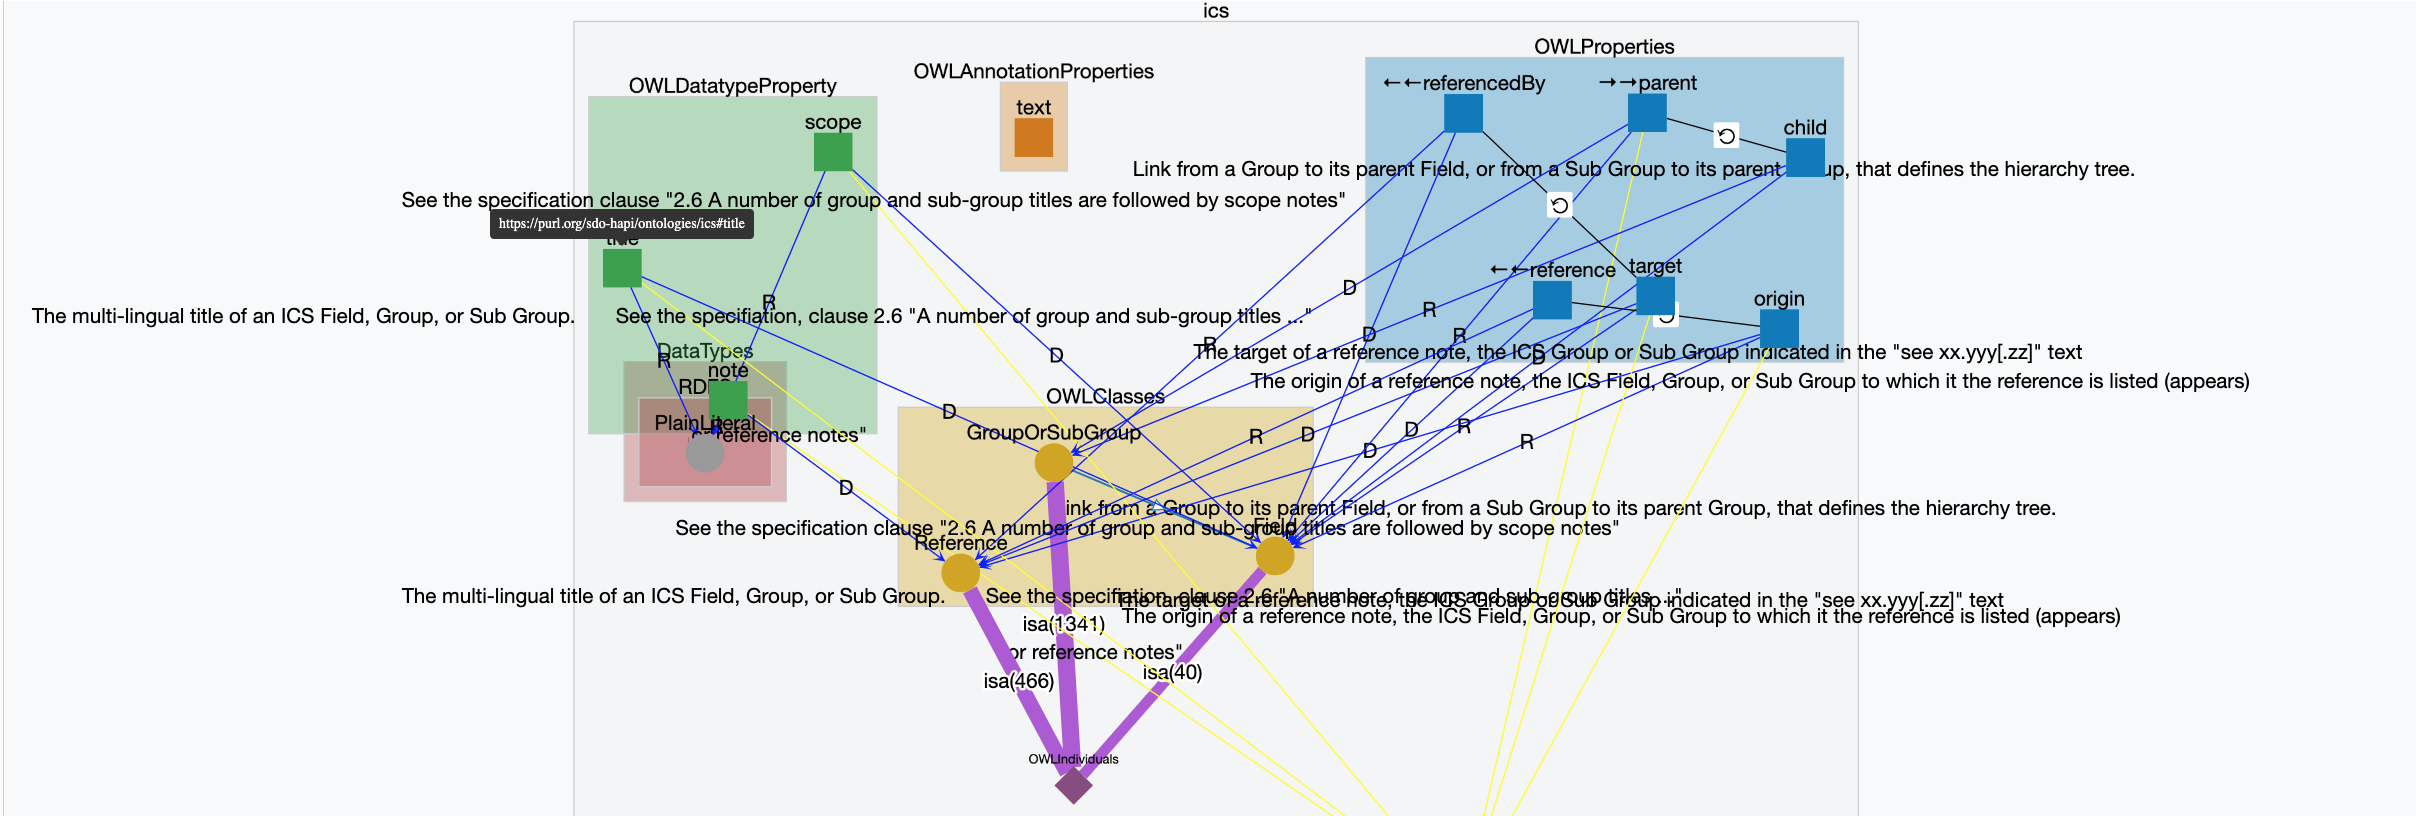 ics
OWLProperties
OWLAnnotationProperties
OWLDatatypeProperty
←←referencedBy
→→parent
text
scope
child
Link from a Group to its parent Field, or from a Sub Group to its parent up, that defines the hierarchy tree.
See the specification clause "2.6 A number of group and sub-group titles are followed by scope notes"
https://purl.org/sdo-hapi/ontologies/ics#title
target
←←reference
D
origin
R
R
The multi-lingual title of an ICS Field, Group, or Sub Group.
See the specifiation, clause 2.6 "A number of group and sub-group titles ..."
D
R
R
DataTypes
The target of a reference note, the ICS Group or Sub Group indicated in the "see xx.yyy[.zz]" text
D
D
R
note
The origin of a reference note, the ICS Field, Group, or Sub Group to which it the reference is listed (appears)
OWLClasses
D
PlainLiteral
R
reference notes"
GroupOrSubGroup
R
D
D
R
R
D
D
ink from a Group to its parent Field, or from a Sub Group to its parent Group, that defines the hierarchy tree.
Field
See the specification clause "2.6 A number of group and sub-group titles are followed by scope notes"
Reference
The multi-lingual title of an ICS Field, Group, or Sub Group.
See the specifiation, clause 2.6 "A number of group and sub-group titles ..."
The target of a reference note, the ICS Group or Sub Group indicated in the "see xx.yyy[.zz]" text
The origin of a reference note, the ICS Field, Group, or Sub Group to which it the reference is listed (appears)
isa(1341)
or reference notes"
isa(40)
isa(466)
OWLIndividuals